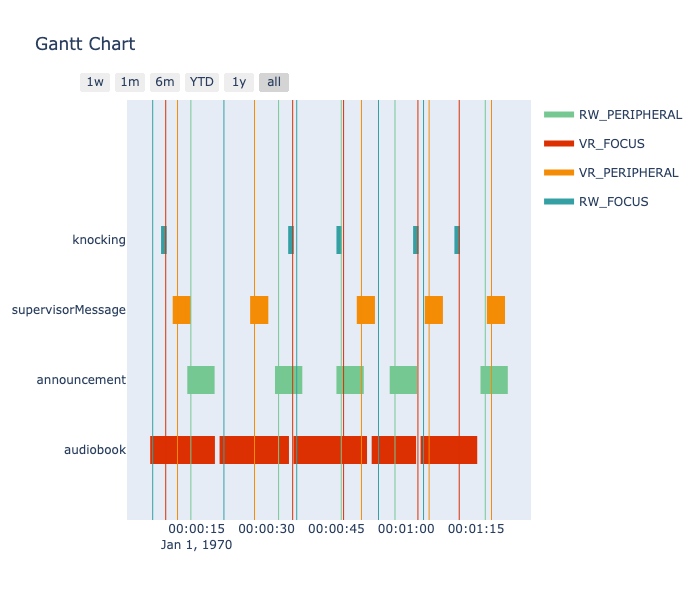 Gantt Chart
1w 1m 6m YTD 1y all
RW_PERIPHERAL
VR_FOCUS
VR_PERIPHERAL
RW_FOCUS
knocking
supervisorMessage
announcement
audiobook
00:00:15 00:00:30 00:00:45 00:01:00 00:01:15
Jan 1, 1970